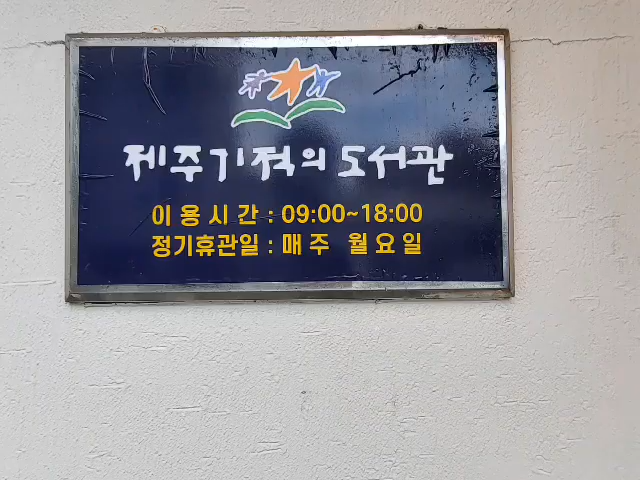 제주기적의 도서관
이 용 시 간 : 09:00~18:00
정기휴관일 : 매 주 월 요 일